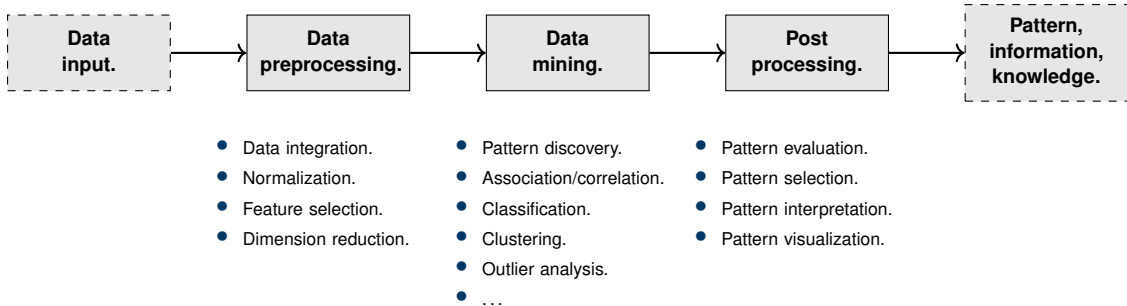 Data
input.
Data
preprocessing.
Data
mining.
Post
processing.
Pattern,
information,
knowledge.
• Data integration.
• Normalization.
• Feature selection.
• Dimension reduction.
• Pattern discovery.
• Association/correlation.
• Classification.
• Clustering.
• Outlier analysis.
• ...
• Pattern evaluation.
• Pattern selection.
• Pattern interpretation.
• Pattern visualization.